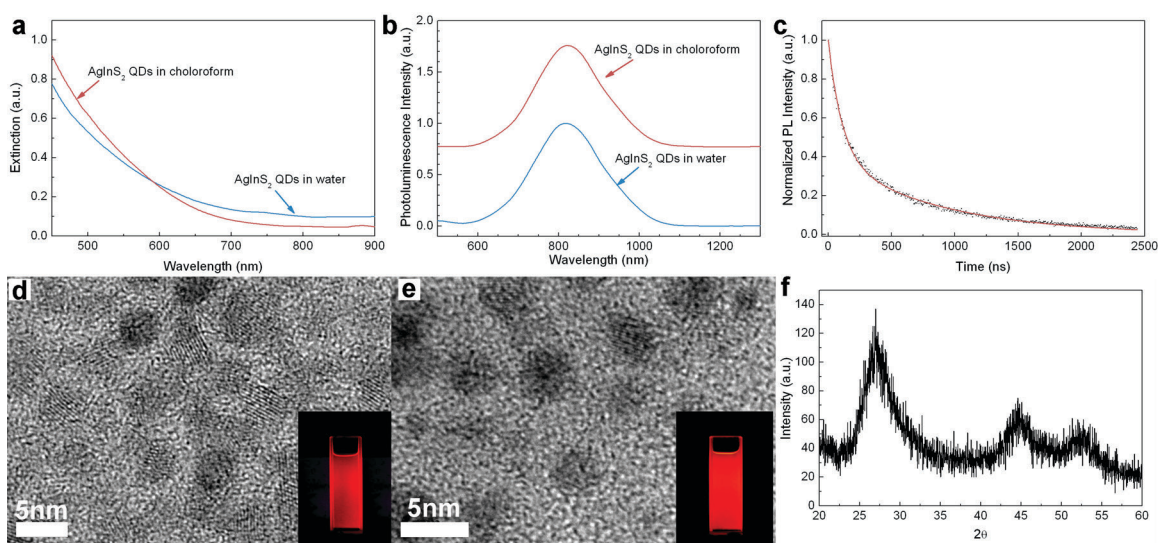 a
1.0
0.8
0.6
0.4
0.2
0.0
Extinction (a.u.)
AgInS2 QDs in choloroform
AgInS2 QDs in water
500
600
700
800
900
Wavelength (nm)
b
2.0
1.5
1.0
0.5
0.0
Photoluminescence Intensity (a.u.)
AgInS2 QDs in choloroform
AgInS2 QDs in water
600
800
1000
1200
Wavelength (nm)
c
1.0
0.8
0.6
0.4
0.2
0.0
Normalized PL Intensity (a.u.)
0
500
1000
1500
2000
2500
Time (ns)
d
5nm
e
5nm
f
140
120
100
80
60
40
20
0
Intensity (a.u.)
20
25
30
35
40
45
50
55
60
2θ